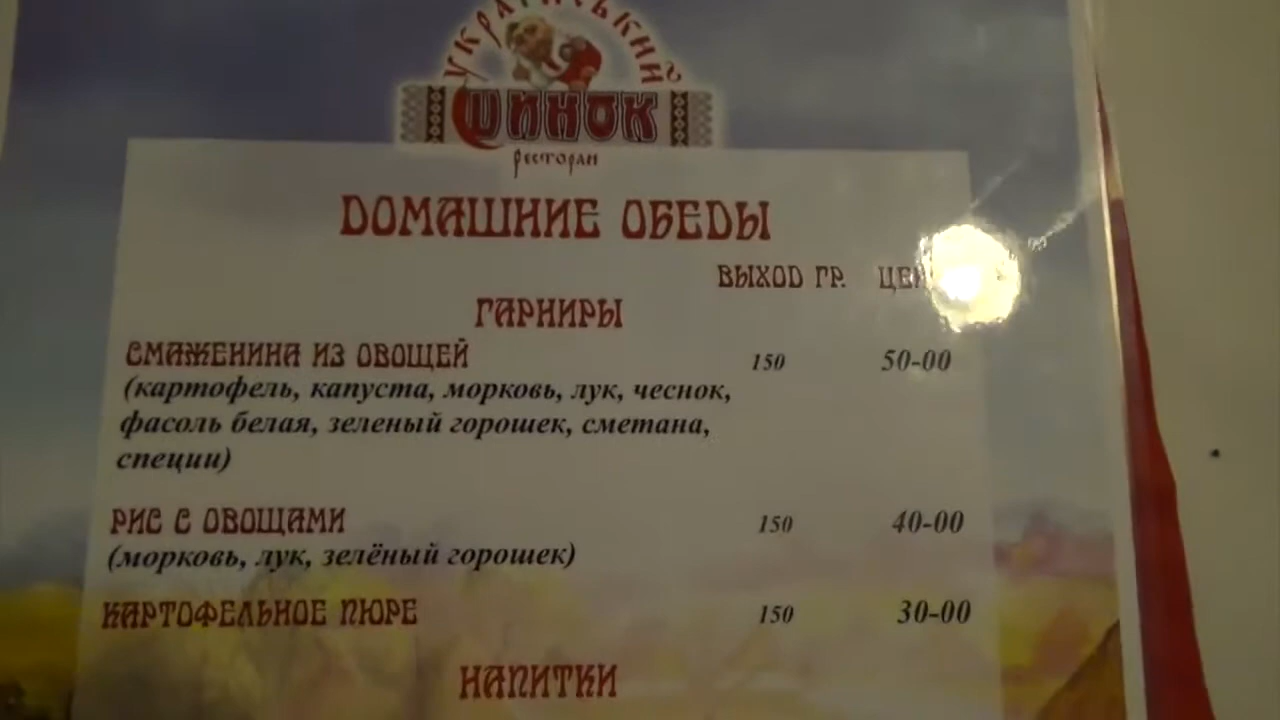 УКРАЇНСЬКИЙ
ШИНОК
ресторан
ДОМАШНИЕ ОБЕДЫ
ВЫХОД ГР.
ГАРНИРЫ
СМАЖЕНИНА ИЗ ОВОЩЕЙ 150 50-00
(картофель, капуста, морковь, лук, чеснок,
фасоль белая, зеленый горошек, сметана,
специи)
РИС С ОВОЩАМИ 150 40-00
(морковь, лук, зелёный горошек)
КАРТОФЕЛЬНОЕ ПЮРЕ 150 30-00
НАПИТКИ